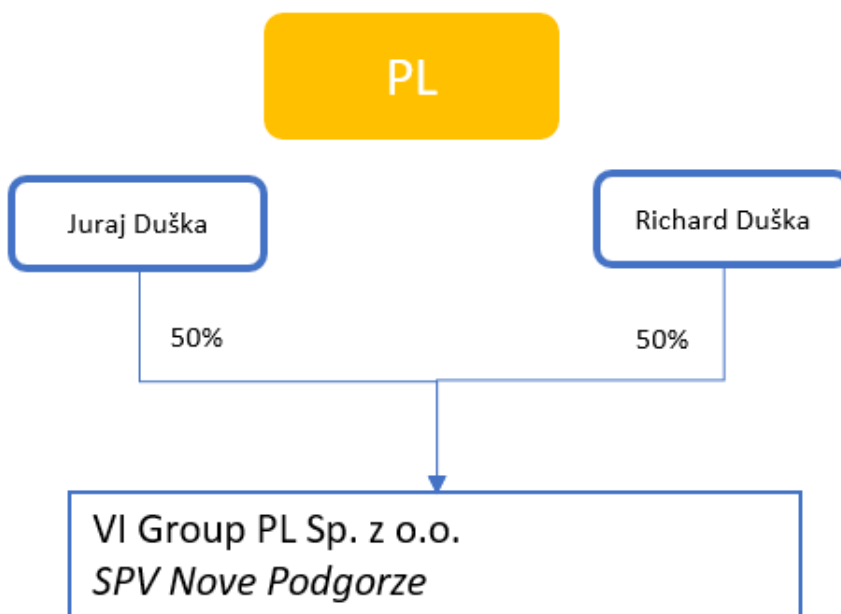 PL
Juraj Duška
Richard Duška
50%
50%
VI Group PL Sp. z o.o.
SPV Nove Podgorze